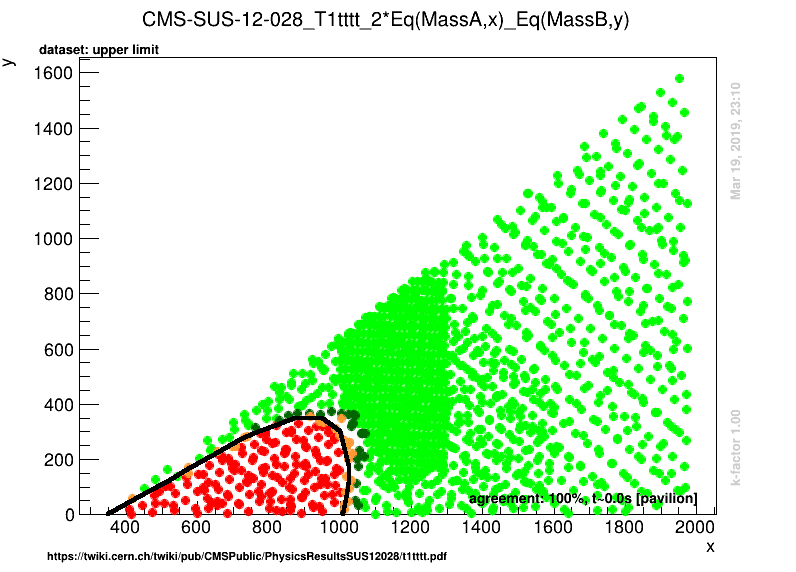 CMS-SUS-12-028_T1tttt_2*Eq(MassA,x)_Eq(MassB,y)
dataset: upper limit
y
1600
1400
1200
1000
800
600
400
200
0
400 600 800 1000 1200 1400 1600 1800 2000
x
agreement: 100%, t~0.0s [pavilion]
Mar 19, 2019, 23:10
k-factor 1.00
https://twiki.cern.ch/twiki/pub/CMSPublic/PhysicsResultsSUS12028/t1tttt.pdf